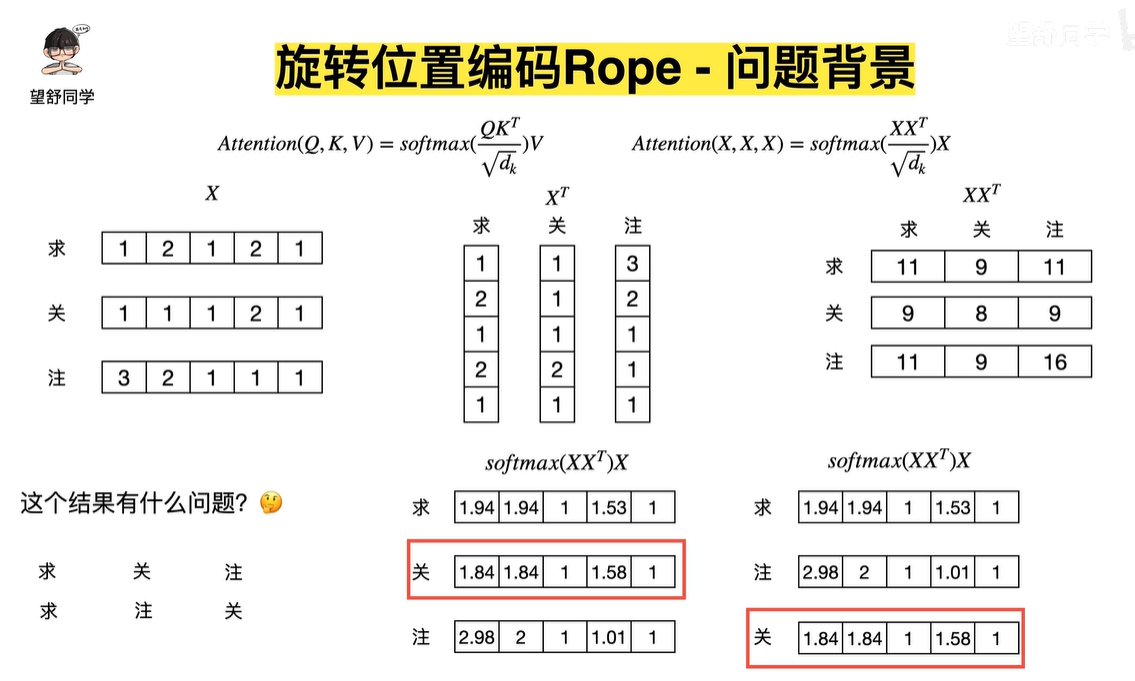 望舒同学
旋转位置编码Rope - 问题背景
望舒同学
Attention(Q, K, V) = softmax(\frac{QK^T}{\sqrt{d_k}})V
Attention(X, X, X) = softmax(\frac{XX^T}{\sqrt{d_k}})X
X
求 1 2 1 2 1
关 1 1 1 2 1
注 3 2 1 1 1
X^T
求 关 注
1 1 3
2 1 2
1 1 1
2 2 1
1 1 1
XX^T
求 关 注
求 11 9 11
关 9 8 9
注 11 9 16
这个结果有什么问题？🤔
求 关 注
求 注 关
softmax(XX^T)X
求 1.94 1.94 1 1.53 1
关 1.84 1.84 1 1.58 1
注 2.98 2 1 1.01 1
softmax(XX^T)X
求 1.94 1.94 1 1.53 1
注 2.98 2 1 1.01 1
关 1.84 1.84 1 1.58 1